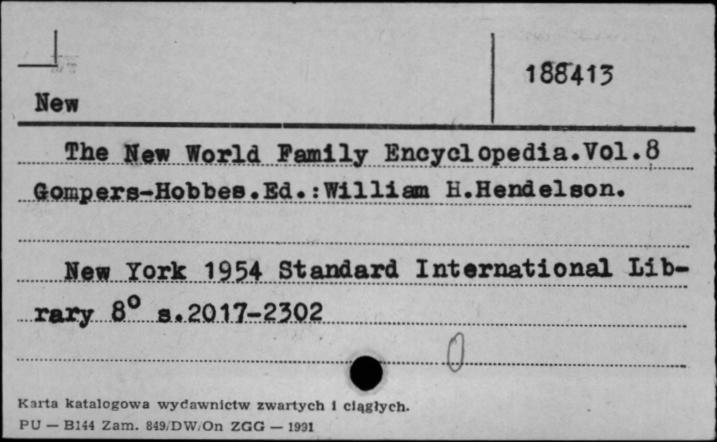 188413
New
The New World Family Encyclopedia.Vol.8
Gompers-Hobbes.Ed.:William H.Hendelson.
New York 1954 Standard International Lib-
rary 8° s.2017-2302
0
Karta katalogowa wydawnictw zwartych i ciągłych.
PU — B144 Zam. 849/DW/On ZGG — 1991